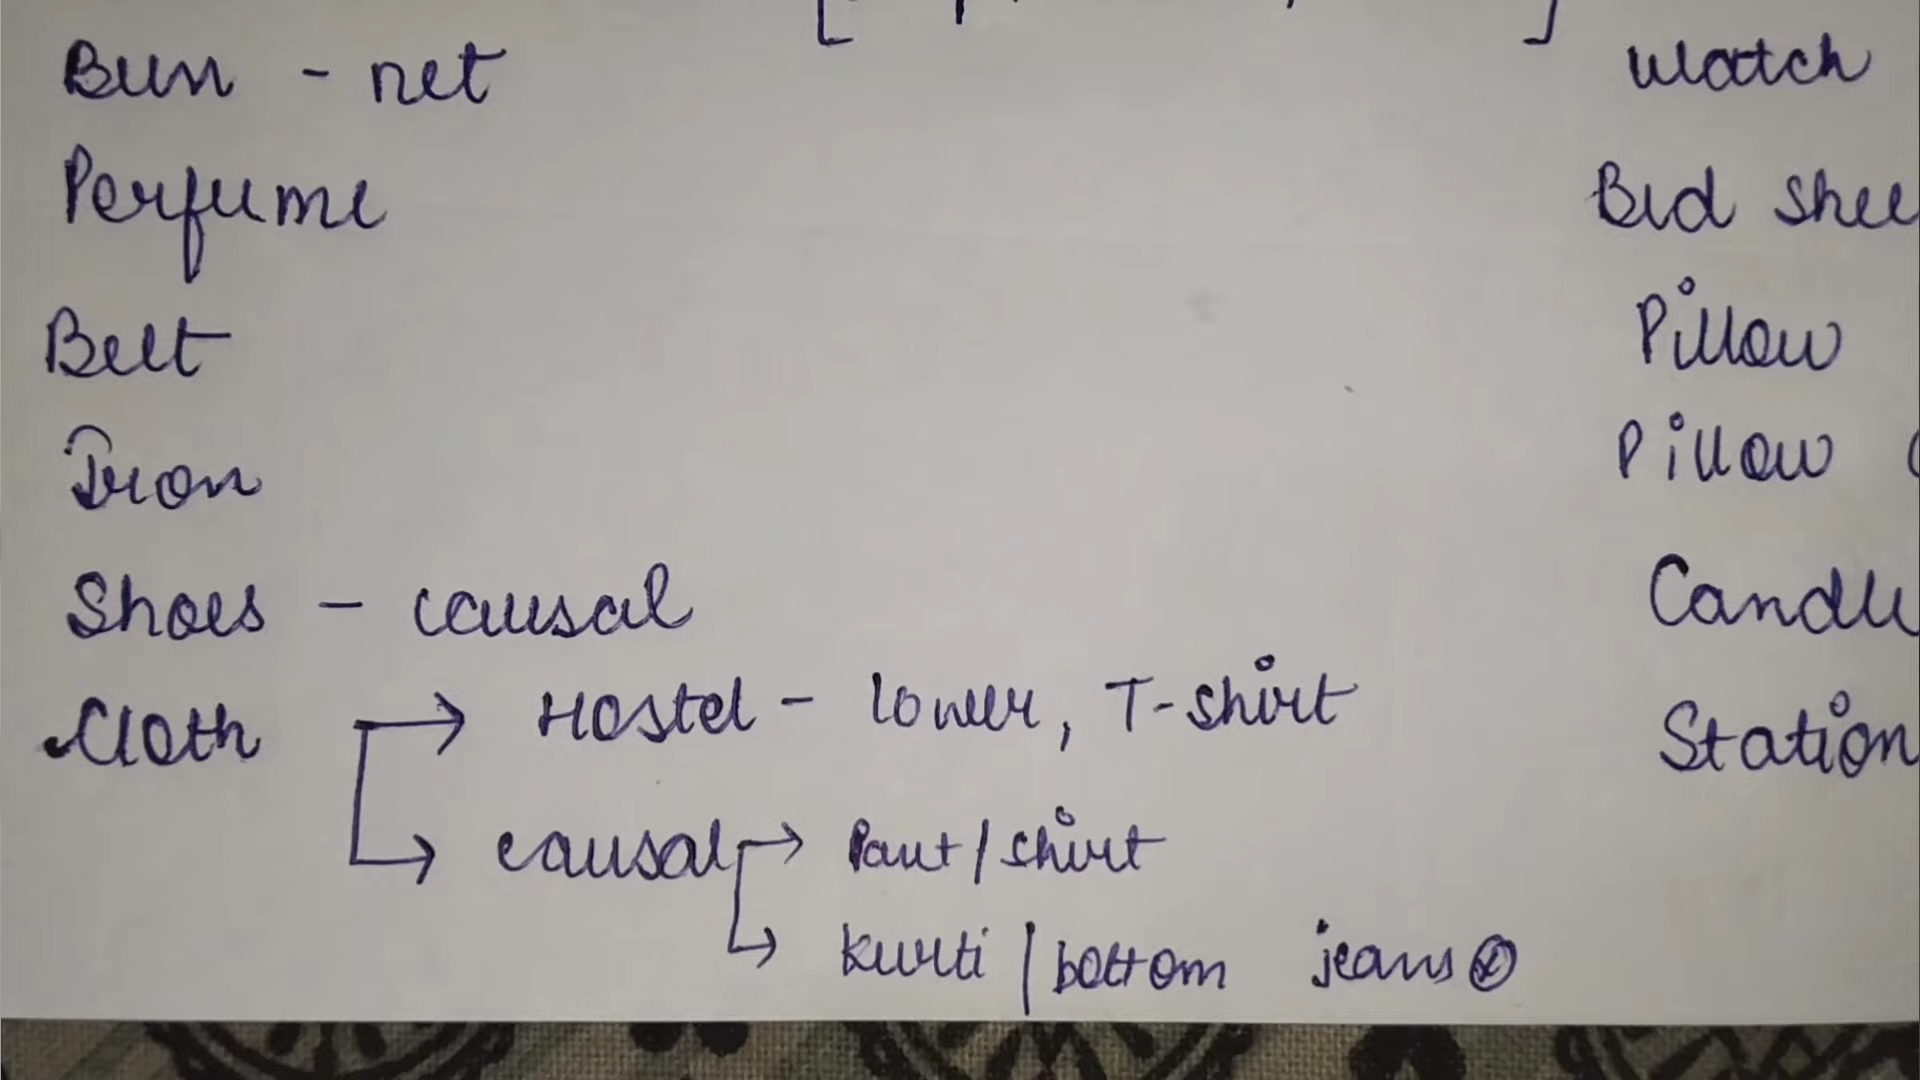 Bun - net
Perfume
Belt
Iron
Shoes - causal
Cloth → Hostel - lower, T-shirt
→ causal → Pant / shirt
→ kurti / bottom jeans
watch
Bed shee
Pillow
Pillow
Candle
Station